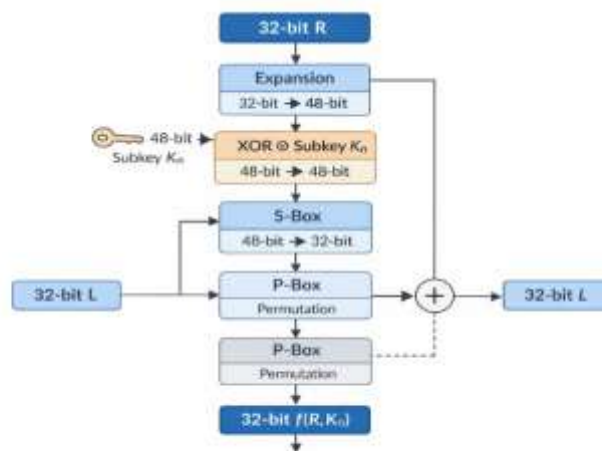 32-bit R
Expansion
32-bit → 48-bit
48-bit
Subkey Kₙ
XOR ⊕ Subkey Kₙ
48-bit → 48-bit
S-Box
48-bit → 32-bit
32-bit L
P-Box
Permutation
+
32-bit L
P-Box
Permutation
32-bit f(R, Kₙ)